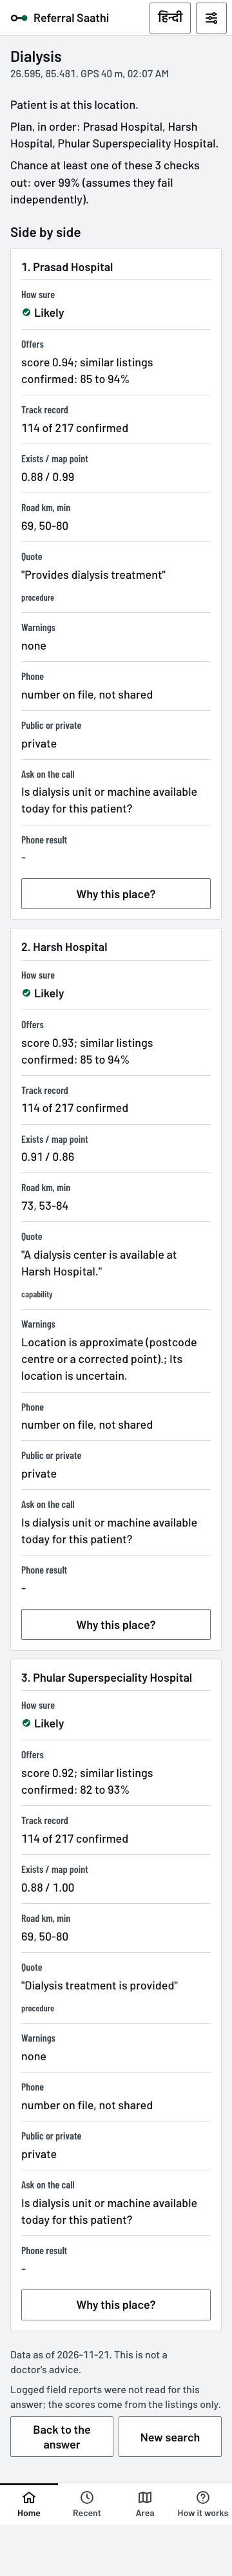 Referral Saathi
हिन्दी
Dialysis
26.595, 85.481. GPS 40 m, 02:07 AM
Patient is at this location.
Plan, in order: Prasad Hospital, Harsh
Hospital, Phular Superspeciality Hospital.
Chance at least one of these 3 checks
out: over 99% (assumes they fail
independently).
Side by side
1. Prasad Hospital
How sure
Likely
Offers
score 0.94; similar listings
confirmed: 85 to 94%
Track record
114 of 217 confirmed
Exists / map point
0.88 / 0.99
Road km, min
69, 50-80
Quote
"Provides dialysis treatment"
procedure
Warnings
none
Phone
number on file, not shared
Public or private
private
Ask on the call
Is dialysis unit or machine available
today for this patient?
Phone result
-
Why this place?
2. Harsh Hospital
How sure
Likely
Offers
score 0.93; similar listings
confirmed: 85 to 94%
Track record
114 of 217 confirmed
Exists / map point
0.91 / 0.86
Road km, min
73, 53-84
Quote
"A dialysis center is available at
Harsh Hospital."
capability
Warnings
Location is approximate (postcode
centre or a corrected point).; Its
location is uncertain.
Phone
number on file, not shared
Public or private
private
Ask on the call
Is dialysis unit or machine available
today for this patient?
Phone result
-
Why this place?
3. Phular Superspeciality Hospital
How sure
Likely
Offers
score 0.92; similar listings
confirmed: 82 to 93%
Track record
114 of 217 confirmed
Exists / map point
0.88 / 1.00
Road km, min
69, 50-80
Quote
"Dialysis treatment is provided"
procedure
Warnings
none
Phone
number on file, not shared
Public or private
private
Ask on the call
Is dialysis unit or machine available
today for this patient?
Phone result
-
Why this place?
Data as of 2026-11-21. This is not a
doctor's advice.
Logged field reports were not read for this
answer; the scores come from the listings only.
Back to the
answer
New search
Home
Recent
Area
How it works